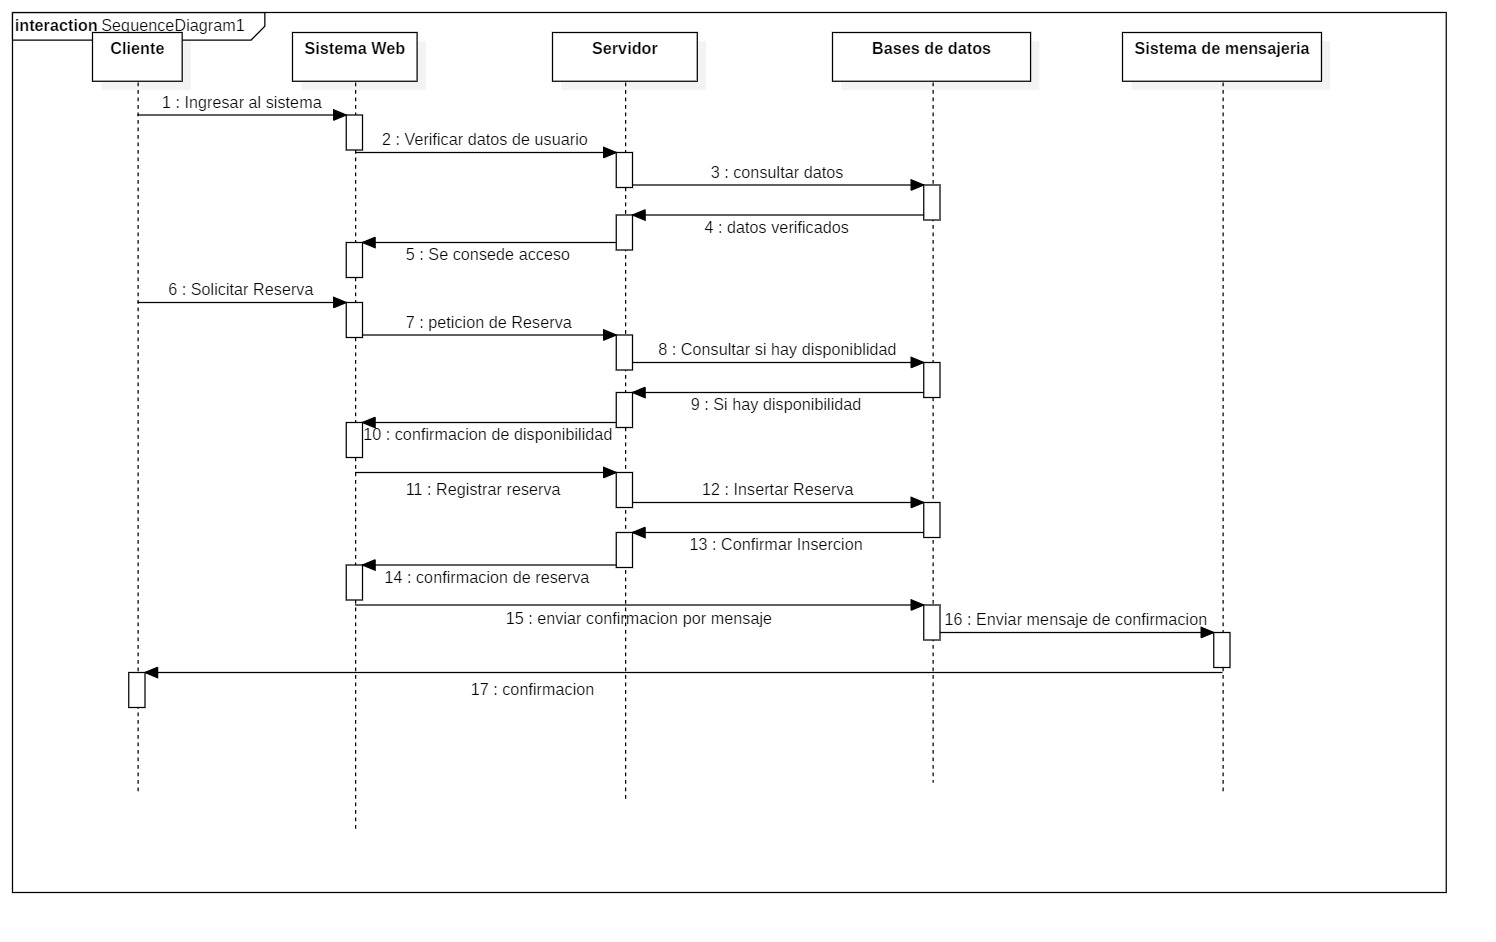 interaction SequenceDiagram1
Cliente
Sistema Web
Servidor
Bases de datos
Sistema de mensajeria
1 : Ingresar al sistema
2 : Verificar datos de usuario
3 : consultar datos
4 : datos verificados
5 : Se consede acceso
6 : Solicitar Reserva
7 : peticion de Reserva
8 : Consultar si hay disponiblidad
9 : Si hay disponibilidad
10 : confirmacion de disponibilidad
11 : Registrar reserva
12 : Insertar Reserva
13 : Confirmar Insercion
14 : confirmacion de reserva
15 : enviar confirmacion por mensaje
16 : Enviar mensaje de confirmacion
17 : confirmacion